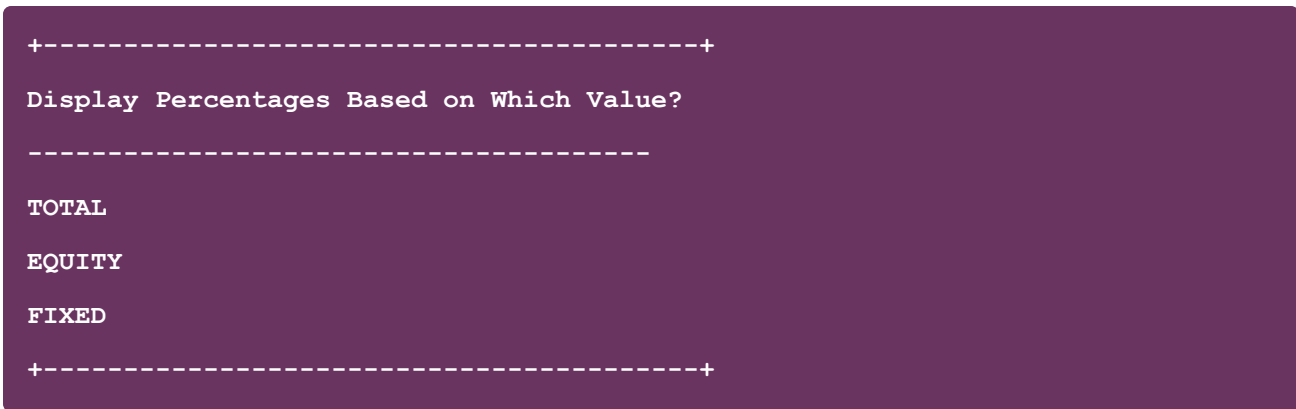 +-----------------------------------------+
Display Percentages Based on Which Value?
---------------------------------------
TOTAL
EQUITY
FIXED
+-----------------------------------------+